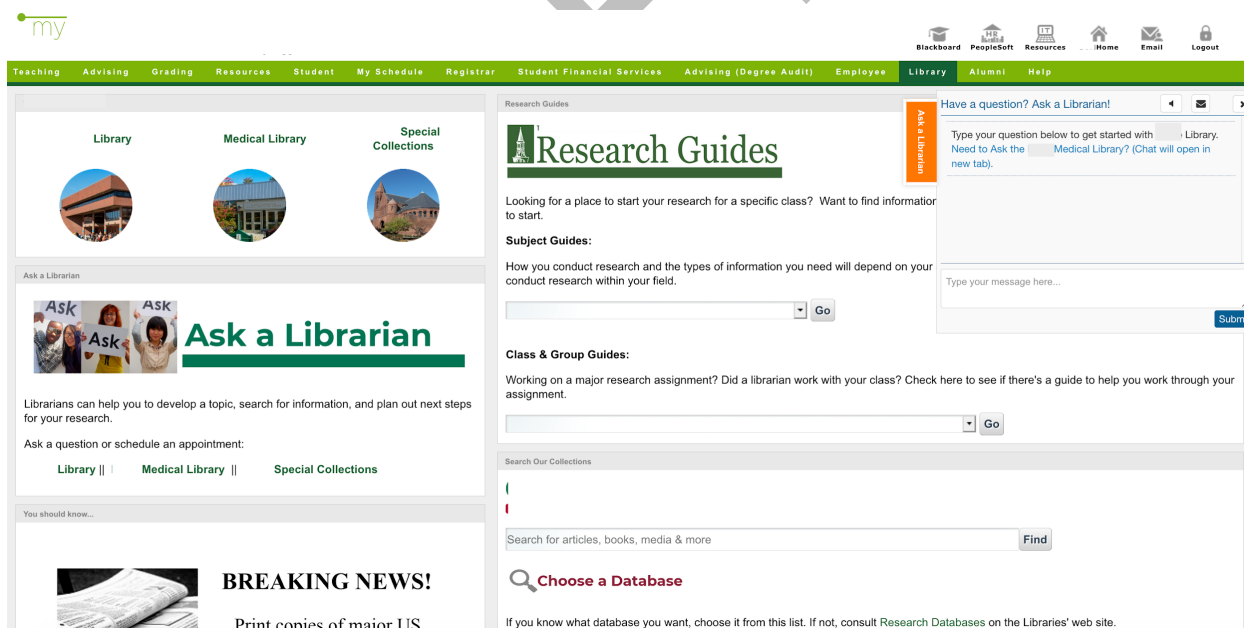 my
Blackboard
HR
PeopleSoft
IT
Resources
Home
Email
Logout
Teaching Advising Grading Resources Student My Schedule Registrar Student Financial Services Advising (Degree Audit) Employee Library Alumni Help
Library
Medical Library
Special
Collections
Ask a Librarian
Ask
Ask
Ask
Ask a Librarian
Librarians can help you to develop a topic, search for information, and plan out next steps
for your research.
Ask a question or schedule an appointment:
Library || Medical Library || Special Collections
You should know...
BREAKING NEWS!
Print copies of major US
Research Guides
Research Guides
Looking for a place to start your research for a specific class? Want to find information
to start.
Subject Guides:
How you conduct research and the types of information you need will depend on your
conduct research within your field.
Go
Class & Group Guides:
Working on a major research assignment? Did a librarian work with your class? Check here to see if there's a guide to help you work through your
assignment.
Go
Search Our Collections
Search for articles, books, media & more
Find
Choose a Database
If you know what database you want, choose it from this list. If not, consult Research Databases on the Libraries' web site.
Ask a Librarian
Have a question? Ask a Librarian!
Type your question below to get started with Library.
Need to Ask the Medical Library? (Chat will open in
new tab).
Type your message here...
Subm